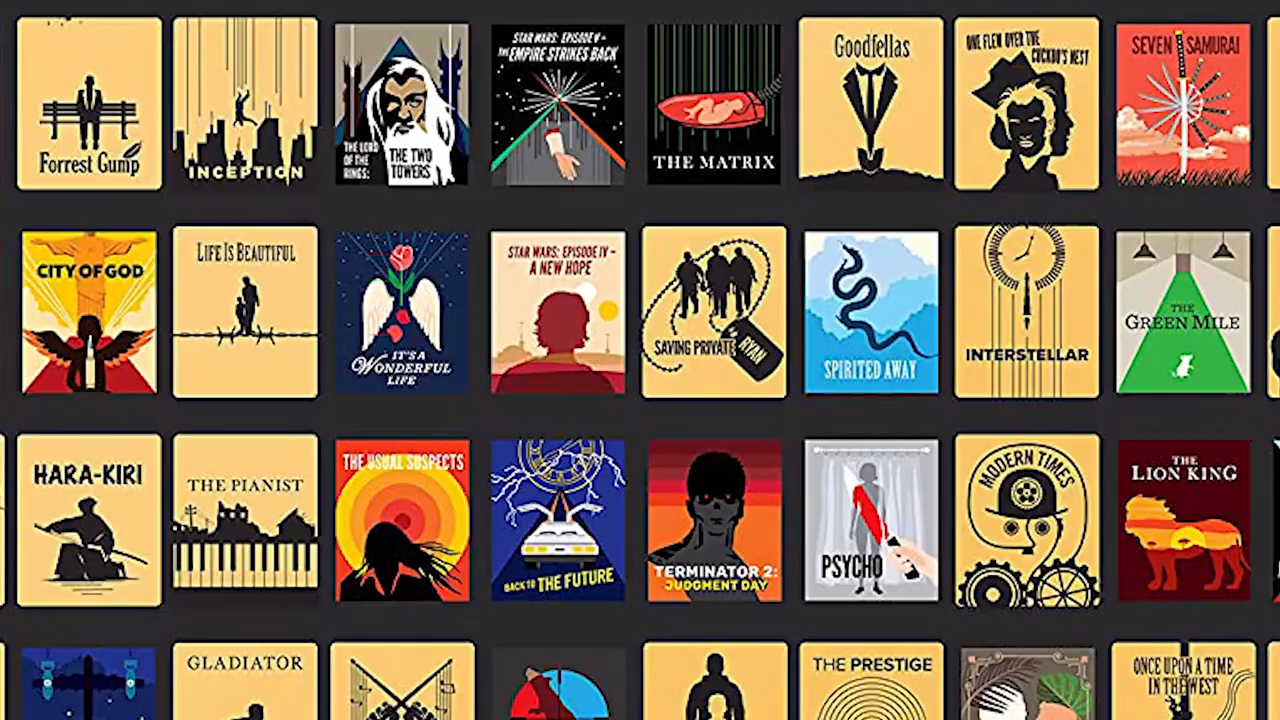 Forrest Gump
INCEPTION
THE LORD
OF THE
RINGS:
THE TWO
TOWERS
STAR WARS: EPISODE V –
THE EMPIRE STRIKES BACK
THE MATRIX
Goodfellas
ONE FLEW OVER THE
CUCKOO'S NEST
SEVEN SAMURAI
CITY OF GOD
LIFE IS BEAUTIFUL
IT'S A
WONDERFUL
LIFE
STAR WARS: EPISODE IV –
A NEW HOPE
SAVING PRIVATE RYAN
SPIRITED AWAY
INTERSTELLAR
THE
GREEN MILE
HARA-KIRI
THE PIANIST
THE USUAL SUSPECTS
BACK TO THE FUTURE
TERMINATOR 2:
JUDGMENT DAY
PSYCHO
MODERN TIMES
THE
LION KING
GLADIATOR
THE PRESTIGE
ONCE UPON A TIME
IN THE WEST